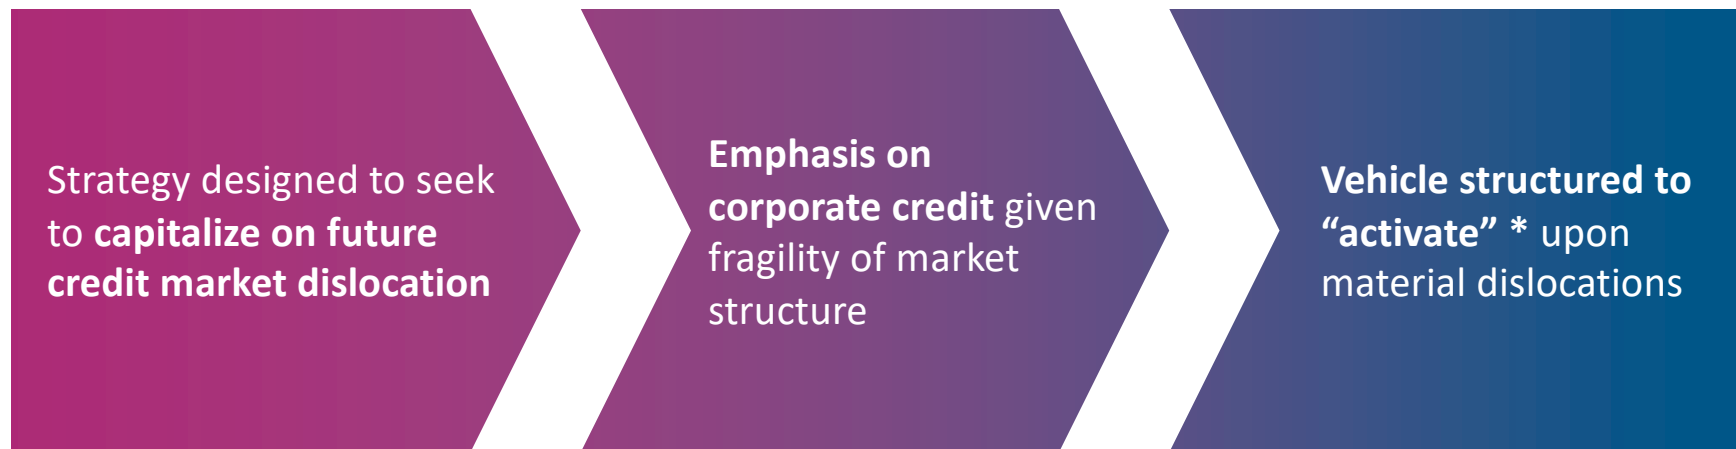 Strategy designed to seek
to capitalize on future
credit market dislocation
Emphasis on
corporate credit given
fragility of market
structure
Vehicle structured to
“activate” * upon
material dislocations